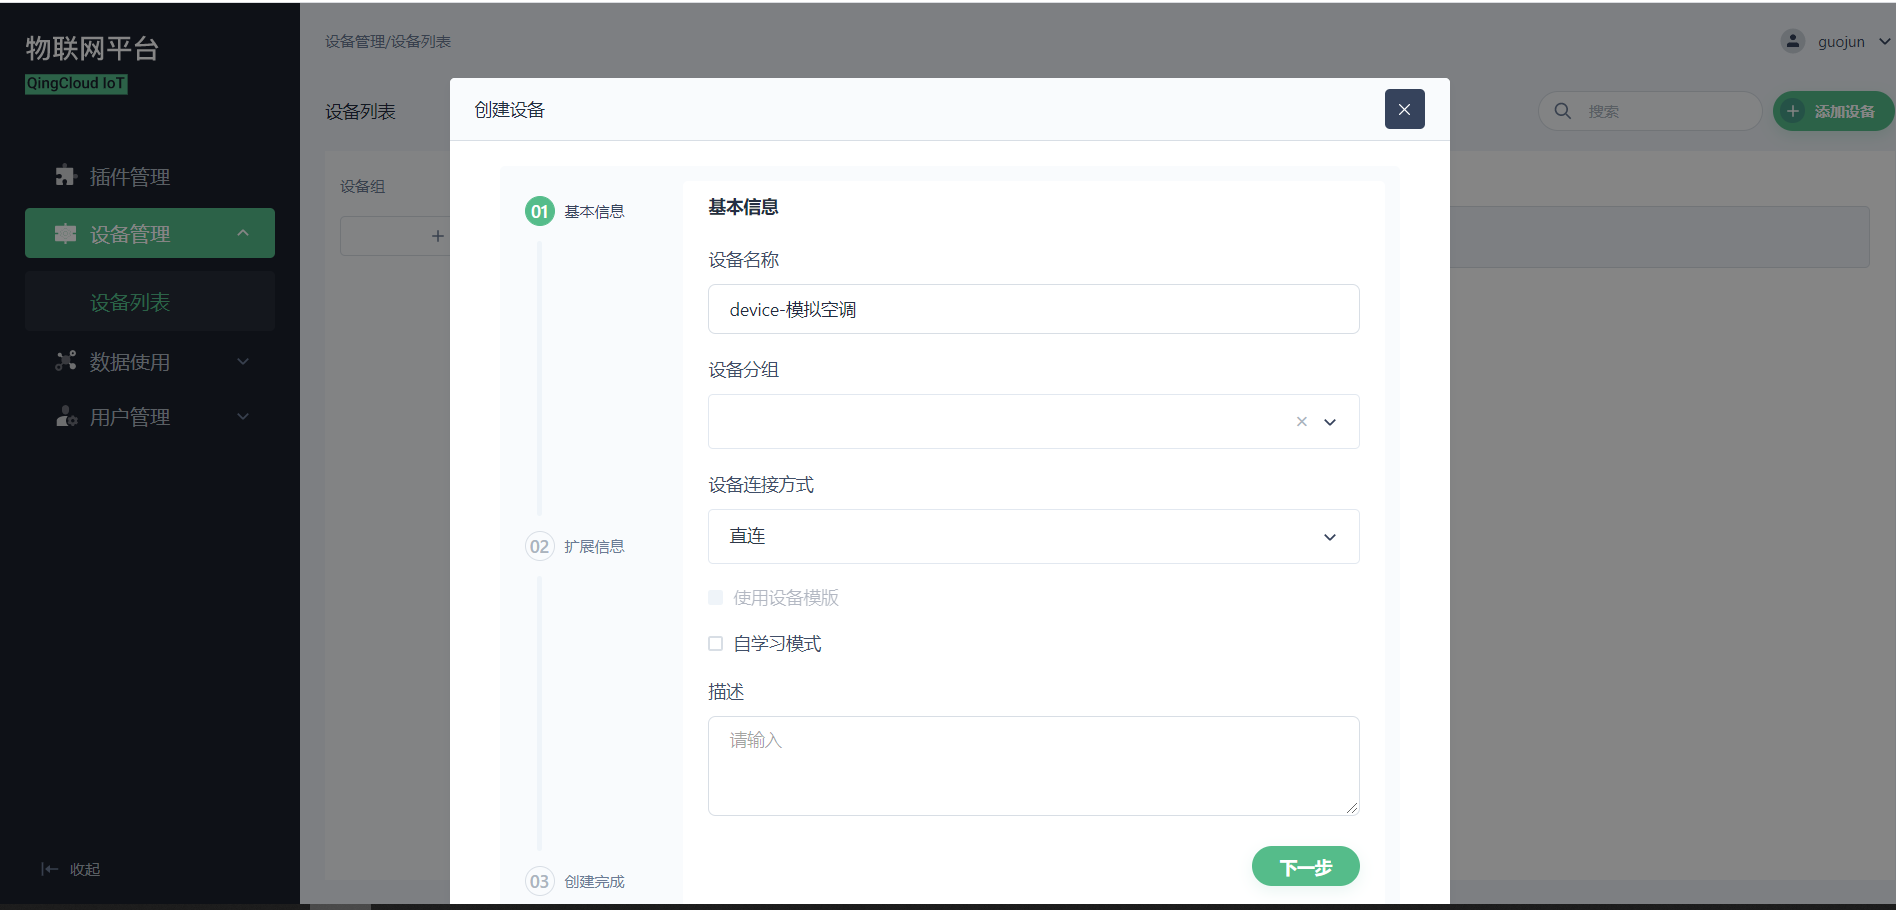 物联网平台
QingCloud IoT
插件管理
设备管理
设备列表
数据使用
用户管理
收起
设备管理/设备列表
guojun
设备列表
搜索
添加设备
设备组
创建设备
01 基本信息
02 扩展信息
03 创建完成
基本信息
设备名称
device-模拟空调
设备分组
设备连接方式
直连
使用设备模版
自学习模式
描述
请输入
下一步